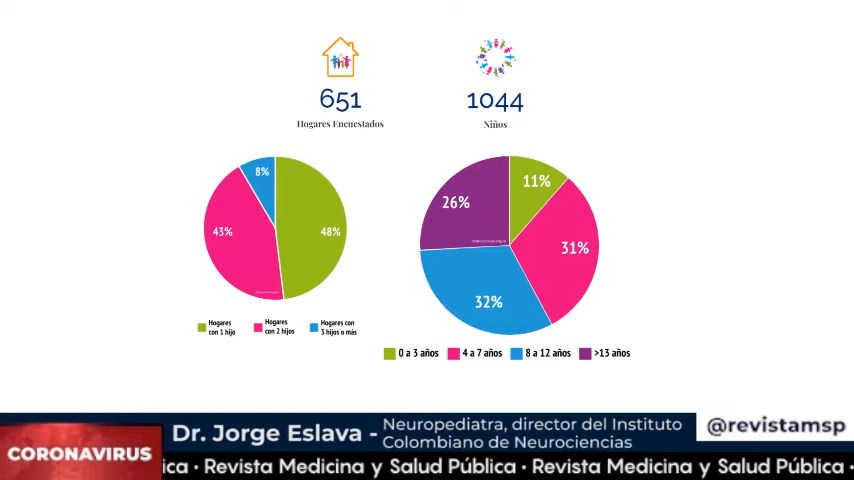 651
Hogares Encuestados
1044
Niños
8%
43%
48%
Hogares
con 1 hijo
Hogares
con 2 hijos
Hogares con
3 hijos o más
11%
26%
31%
32%
0 a 3 años
4 a 7 años
8 a 12 años
>13 años
Dr. Jorge Eslava -
Neuropediatra, director del Instituto
Colombiano de Neurociencias
@revistamsp
CORONAVIRUS
ica · Revista Medicina y Salud Pública · Revista Medicina y Salud Pública ·